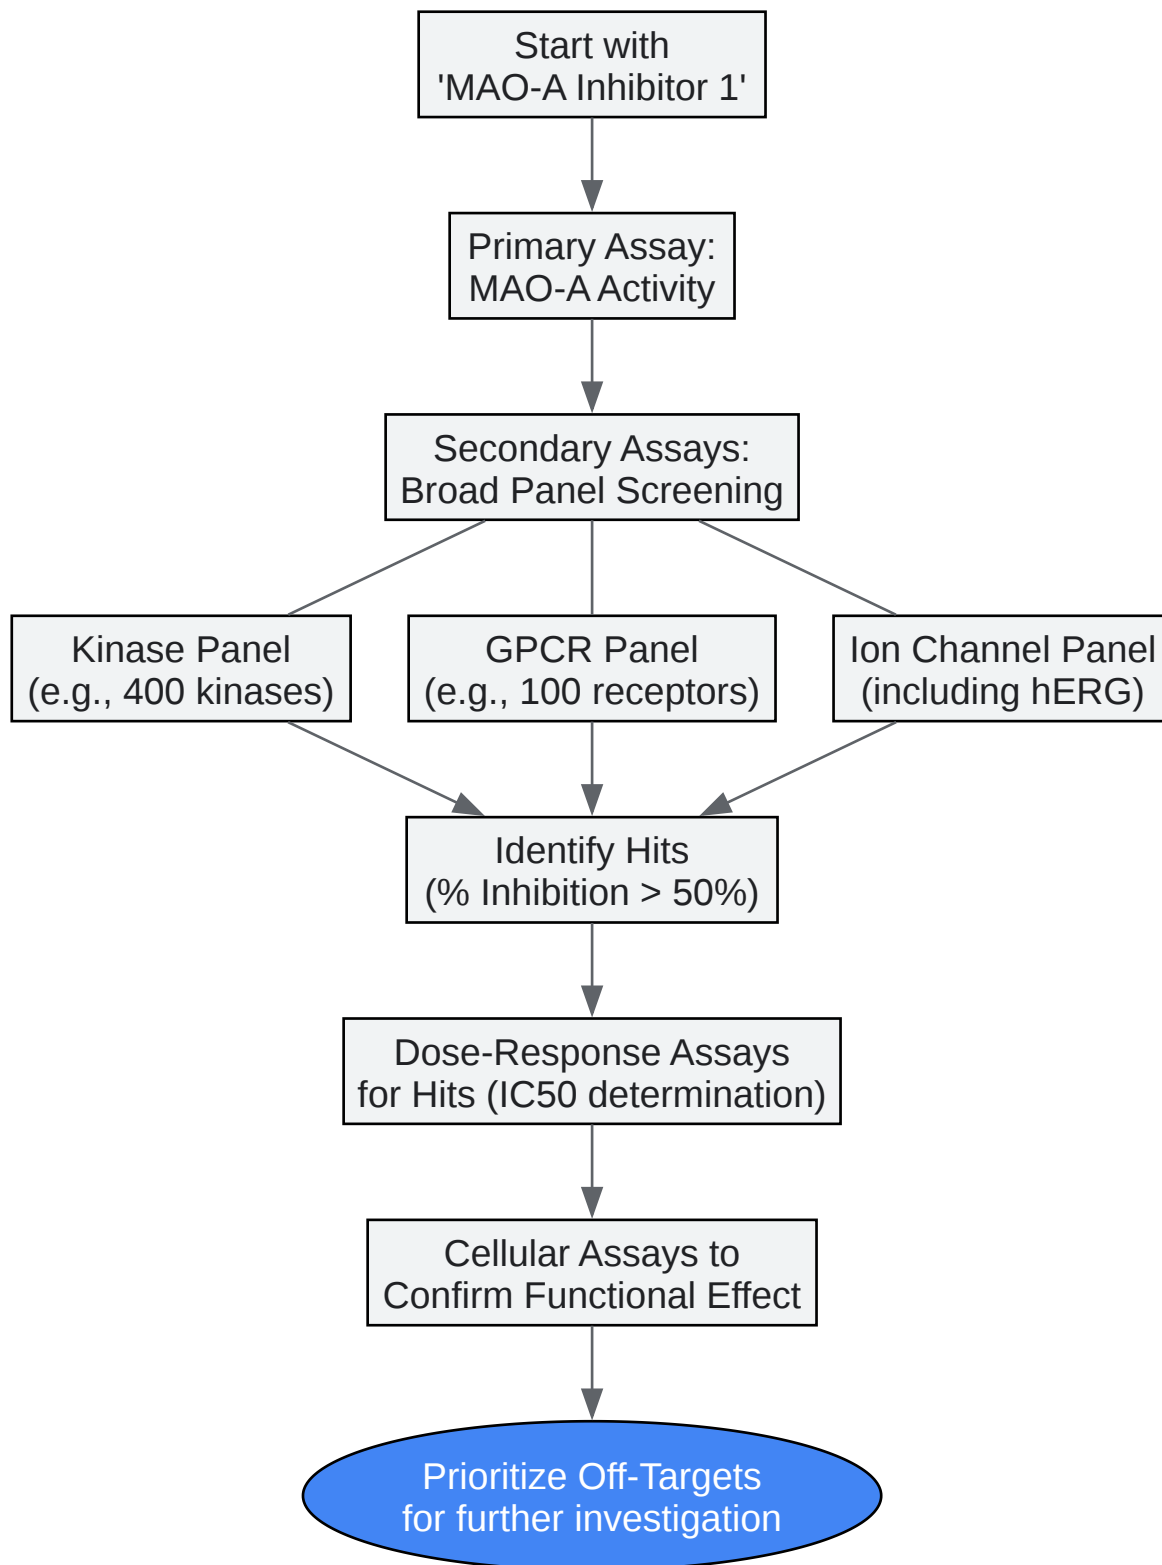 Start with
'MAO-A Inhibitor 1'
Primary Assay:
MAO-A Activity
Secondary Assays:
Broad Panel Screening
Kinase Panel
(e.g., 400 kinases)
GPCR Panel
(e.g., 100 receptors)
Ion Channel Panel
(including hERG)
Identify Hits
(% Inhibition > 50%)
Dose-Response Assays
for Hits (IC50 determination)
Cellular Assays to
Confirm Functional Effect
Prioritize Off-Targets
for further investigation